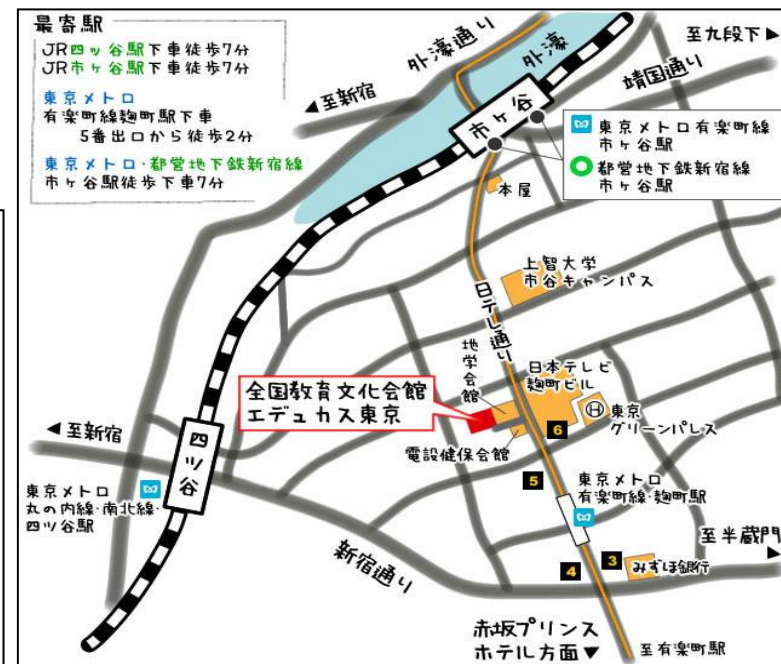 最寄駅
JR四ッ谷駅下車徒歩7分
JR市ヶ谷駅下車徒歩7分
東京メトロ
有楽町線麹町駅下車
5番出口から徒歩2分
東京メトロ・都営地下鉄新宿線
市ヶ谷駅徒歩下車7分
外濠通り
外濠
至九段下▶
靖国通り
◀至新宿
市ヶ谷
東京メトロ有楽町線
市ヶ谷駅
都営地下鉄新宿線
市ヶ谷駅
本屋
上智大学
市谷キャンパス
日テレ通り
地学会館
日本テレビ
麹町ビル
全国教育文化会館
エデュカス東京
H
東京
グリーンパレス
6
電設健保会館
◀至新宿
四ッ谷
東京メトロ
丸の内線・南北線・
四ッ谷駅
5
東京メトロ
有楽町線・麹町駅
至半蔵門
▶
新宿通り
4
3
みずほ銀行
赤坂プリンス
ホテル方面▼
至有楽町駅